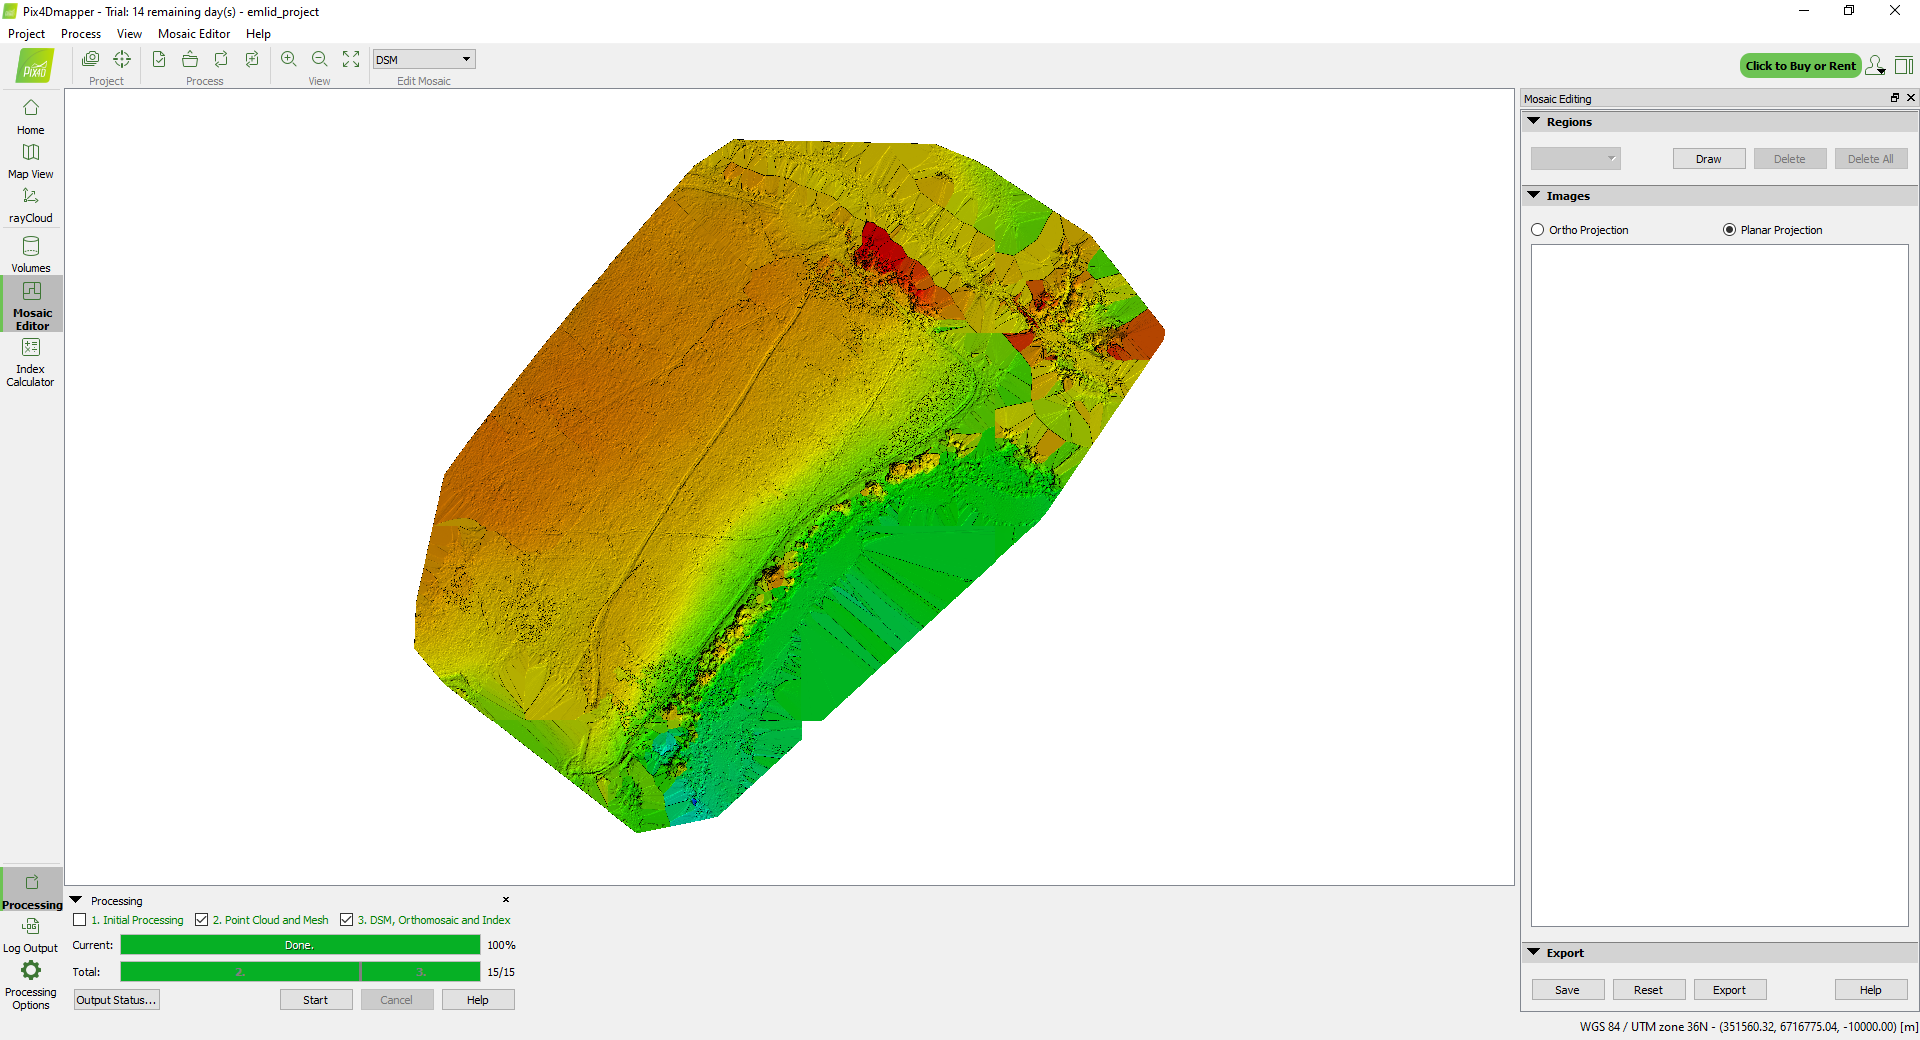 Pix4Dmapper - Trial: 14 remaining day(s) - emlid_project
Project Process View Mosaic Editor Help
PIX4D
Project
Process
View
DSM
Edit Mosaic
Click to Buy or Rent
Home
Map View
rayCloud
Volumes
Mosaic
Editor
Index
Calculator
Processing
Log Output
Processing
Options
Processing
1. Initial Processing 2. Point Cloud and Mesh 3. DSM, Orthomosaic and Index
Current: Done. 100%
Total: 2. 3. 15/15
Output Status... Start Cancel Help
Mosaic Editing
Regions
Draw Delete Delete All
Images
Ortho Projection Planar Projection
Export
Save Reset Export Help
WGS 84 / UTM zone 36N - (351560.32, 6716775.04, -10000.00) [m]